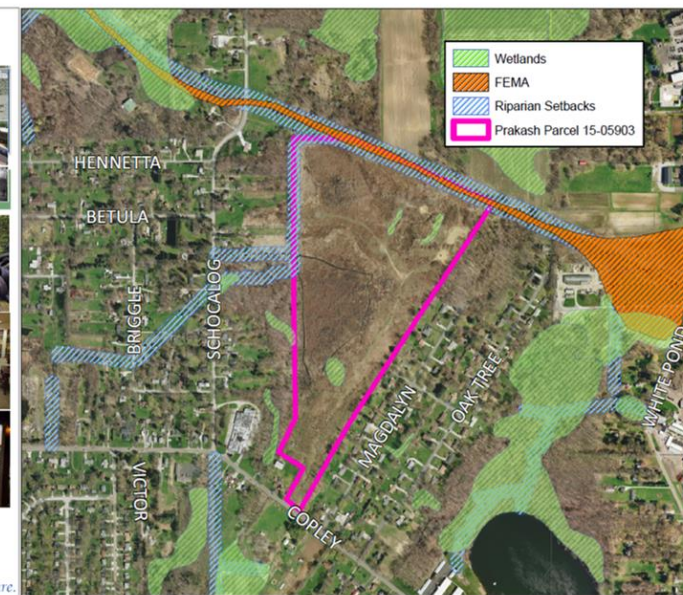 Wetlands
FEMA
Riparian Setbacks
Prakash Parcel 15-05903
HENNETTA
BETULA
BRIGGLE
SCHOCALOG
MAGDALYN
OAK TREE
WHITE POND
VICTOR
COPLEY